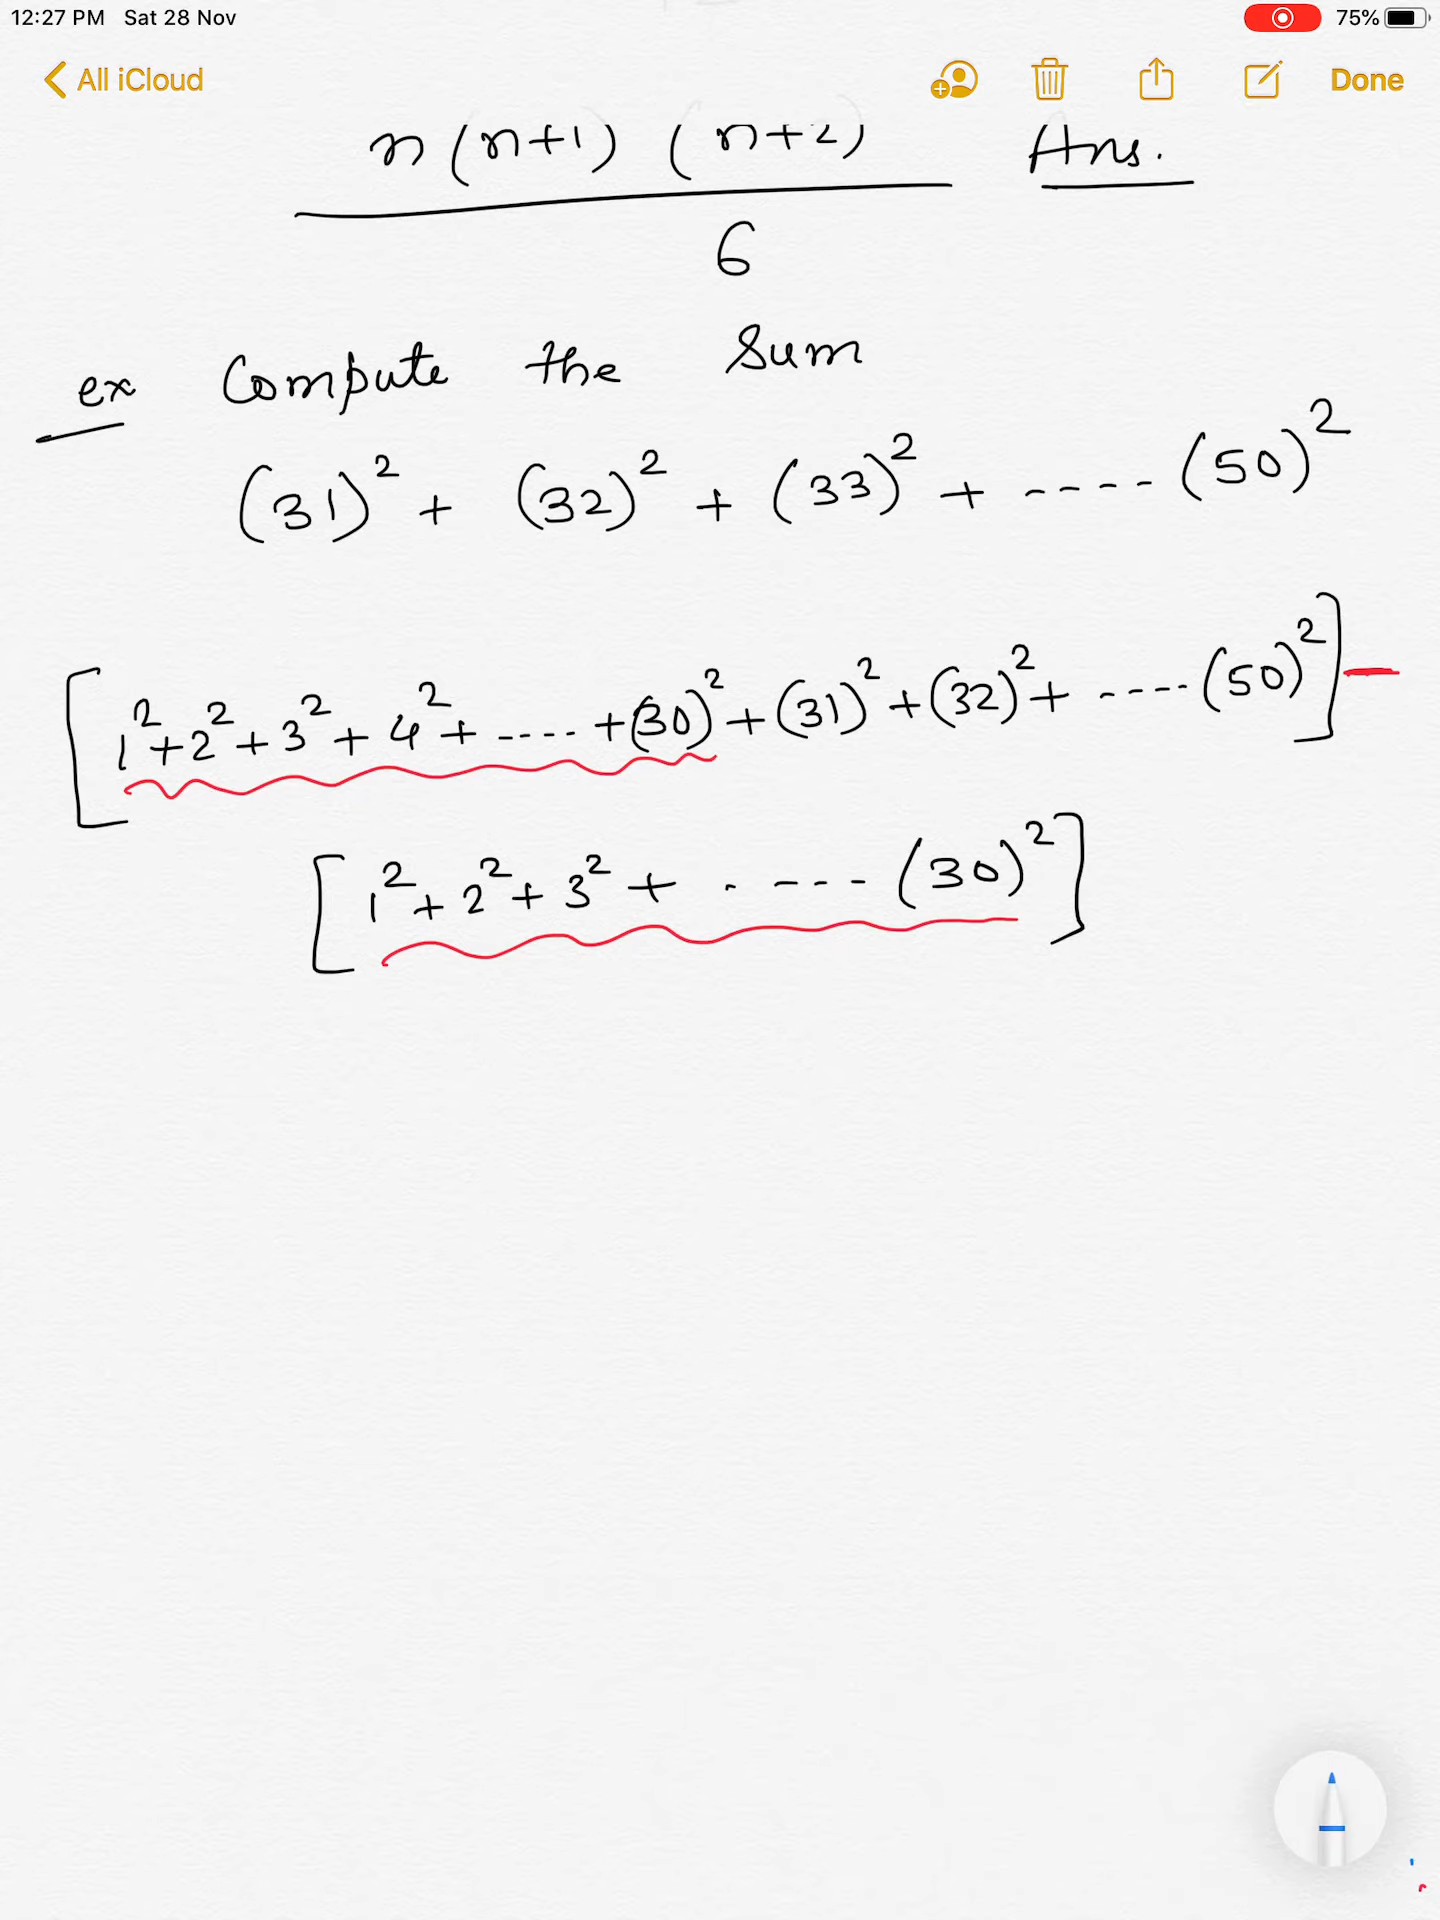 12:27 PM Sat 28 Nov 75%
All iCloud Done
n(n+1) (n+2) Ans.
6
ex Compute the Sum
(31)² + (32)² + (33)² + ---- (50)²
[1²+2²+3²+4²+ ---- +(30)²+(31)²+(32)²+ ---- (50)²] -
[1²+2²+3²+ ---- (30)²]